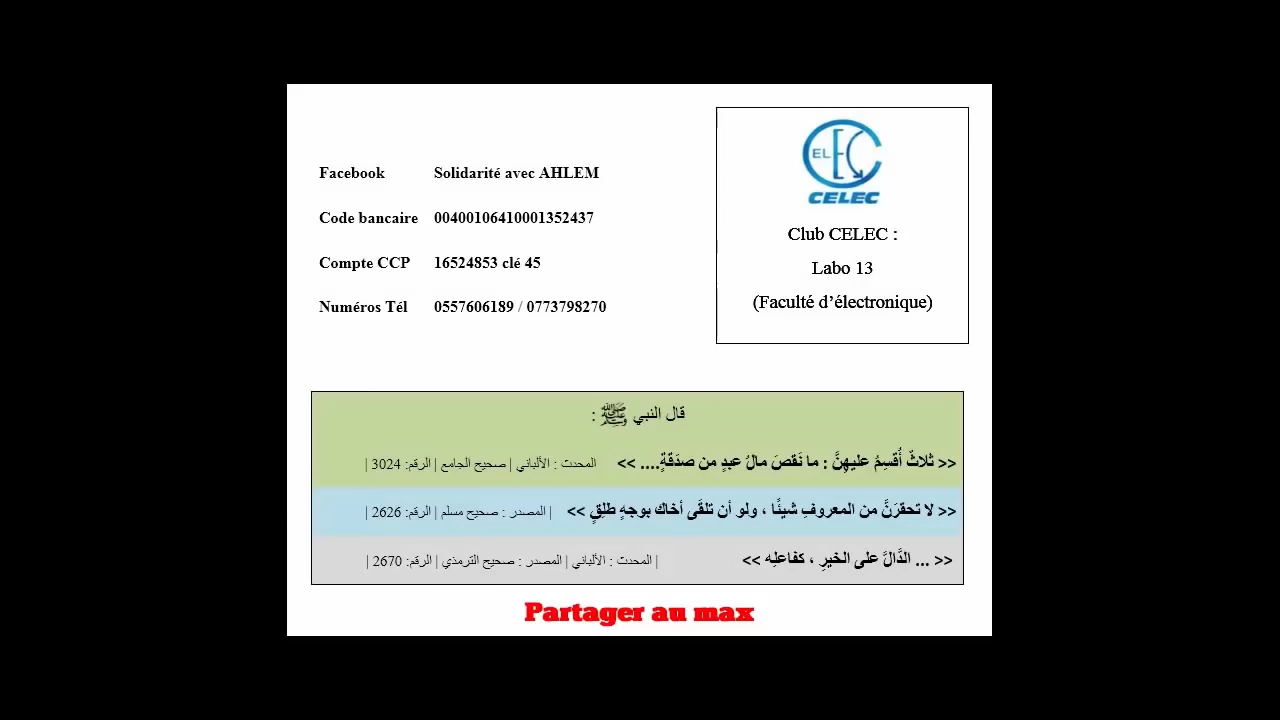 Facebook Solidarité avec AHLEM
Code bancaire 00400106410001352437
Compte CCP 16524853 clé 45
Numéros Tél 0557606189 / 0773798270
ELEC
CELEC
Club CELEC :
Labo 13
(Faculté d’électronique)
قال النبي ﷺ :
<< ثلاثٌ أُقسِمُ عليهِنَّ : ما نَقصَ مالُ عبدٍ من صدَقةٍ.... >> المحدث : الألباني | صحيح الجامع | الرقم: 3024 |
<< لا تحقرَنَّ من المعروفِ شيئًا ، ولو أن تلقَى أخاك بوجهٍ طلِقٍ >> | المصدر : صحيح مسلم | الرقم: 2626 |
<< ... الدَّالَّ على الخيرِ ، كفاعلِه >> | المحدث : الألباني | المصدر : صحيح الترمذي | الرقم: 2670 |
Partager au max